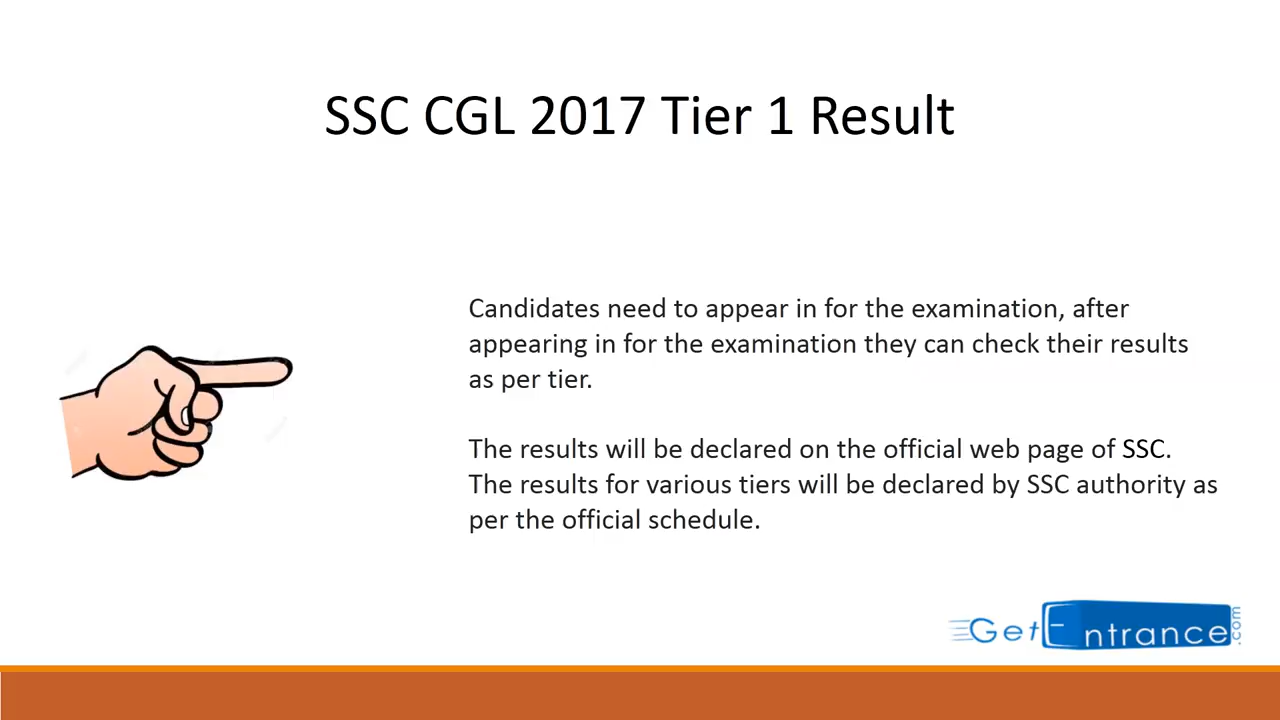 SSC CGL 2017 Tier 1 Result
Candidates need to appear in for the examination, after
appearing in for the examination they can check their results
as per tier.
The results will be declared on the official web page of SSC.
The results for various tiers will be declared by SSC authority as
per the official schedule.
GetEntrance.com